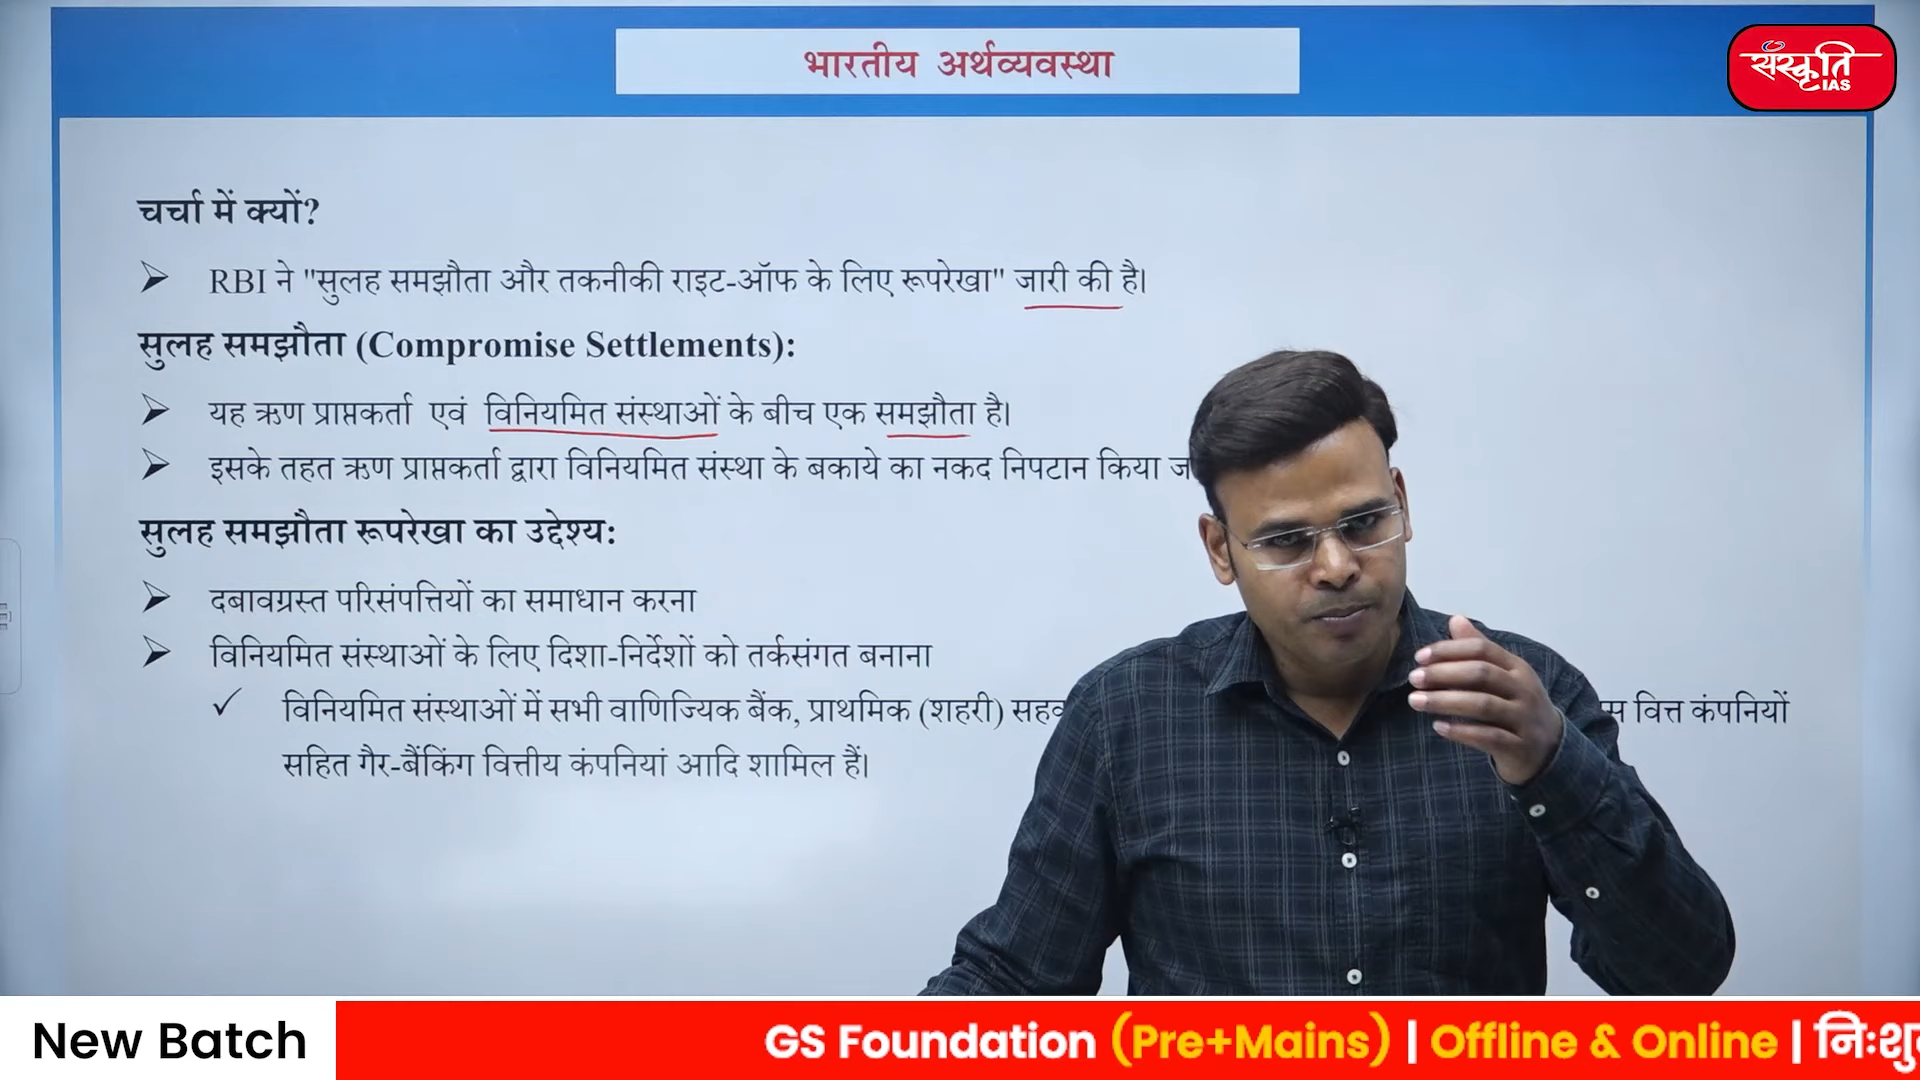 भारतीय अर्थव्यवस्था
संस्कृति
IAS
चर्चा में क्यों?
➢ RBI ने "सुलह समझौता और तकनीकी राइट-ऑफ के लिए रूपरेखा" जारी की है।
सुलह समझौता (Compromise Settlements):
➢ यह ऋण प्राप्तकर्ता एवं विनियमित संस्थाओं के बीच एक समझौता है।
➢ इसके तहत ऋण प्राप्तकर्ता द्वारा विनियमित संस्था के बकाये का नकद निपटान किया
सुलह समझौता रूपरेखा का उद्देश्य:
➢ दबावग्रस्त परिसंपत्तियों का समाधान करना
➢ विनियमित संस्थाओं के लिए दिशा-निर्देशों को तर्कसंगत बनाना
✓ विनियमित संस्थाओं में सभी वाणिज्यिक बैंक, प्राथमिक (शहरी) वित्त कंपनियों
सहित गैर-बैंकिंग वित्तीय कंपनियां आदि शामिल हैं।
New Batch GS Foundation (Pre+Mains) | Offline & Online |